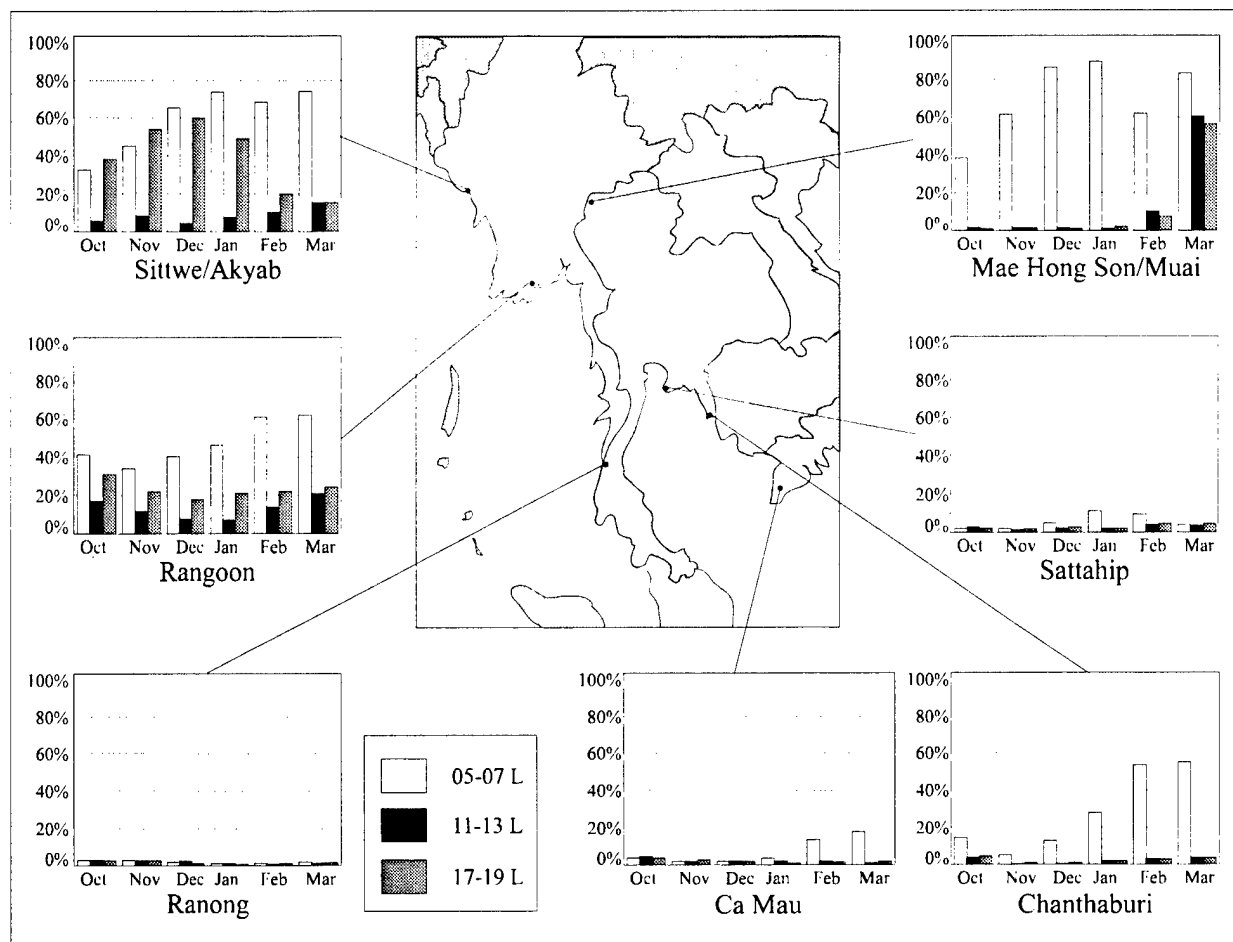 100%
80%
60%
40%
20%
0%
Oct Nov Dec Jan Feb Mar
Sittwe/Akyab
100%
80%
60%
40%
20%
0%
Oct Nov Dec Jan Feb Mar
Mae Hong Son/Muai
100%
80%
60%
40%
20%
0%
Oct Nov Dec Jan Feb Mar
Rangoon
100%
80%
60%
40%
20%
0%
Oct Nov Dec Jan Feb Mar
Sattahip
100%
80%
60%
40%
20%
0%
Oct Nov Dec Jan Feb Mar
Ranong
05-07 L
11-13 L
17-19 L
100%
80%
60%
40%
20%
0%
Oct Nov Dec Jan Feb Mar
Ca Mau
100%
80%
60%
40%
20%
0%
Oct Nov Dec Jan Feb Mar
Chanthaburi